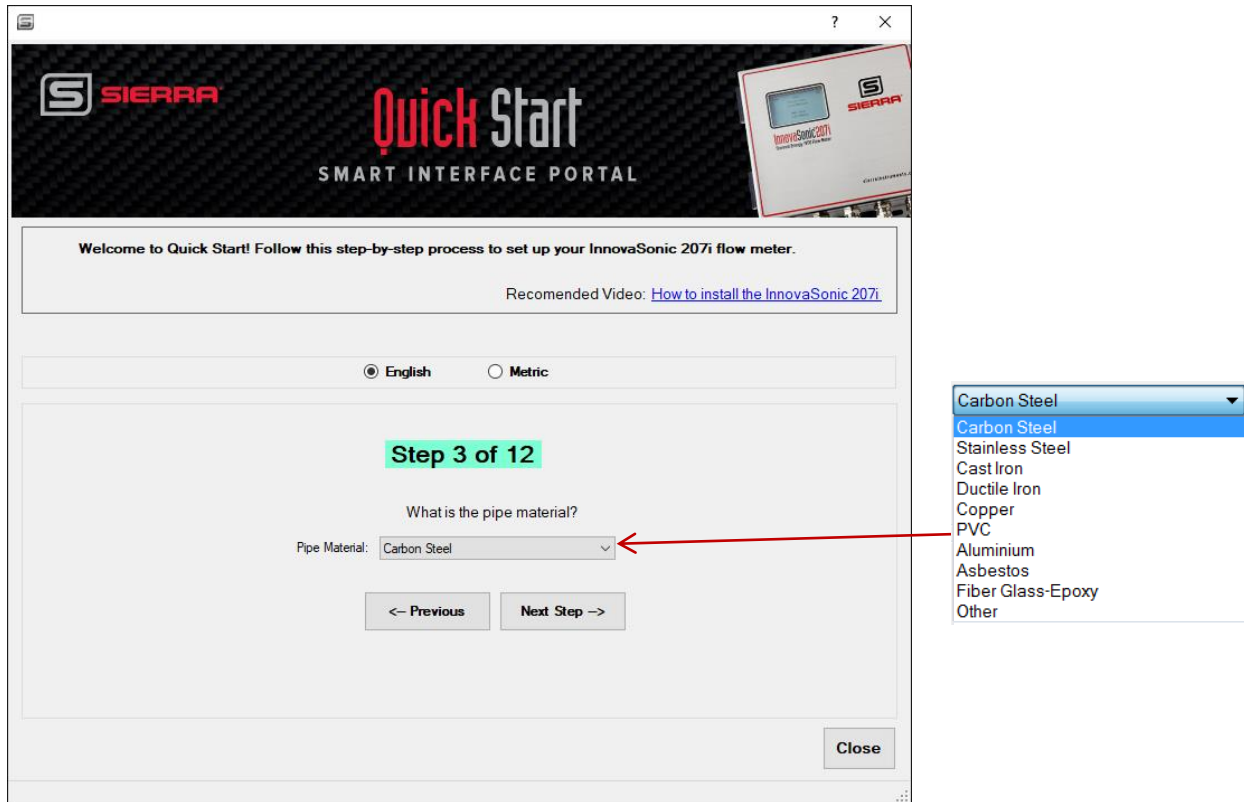 ?
SIERRA
Quick Start
SMART INTERFACE PORTAL
SIERRA
InnovaSonic207i
Welcome to Quick Start! Follow this step-by-step process to set up your InnovaSonic 207i flow meter.
Recomended Video: How to install the InnovaSonic 207i
English Metric
Step 3 of 12
What is the pipe material?
Pipe Material: Carbon Steel
<-- Previous Next Step -->
Close
Carbon Steel
Carbon Steel
Stainless Steel
Cast Iron
Ductile Iron
Copper
PVC
Aluminium
Asbestos
Fiber Glass-Epoxy
Other